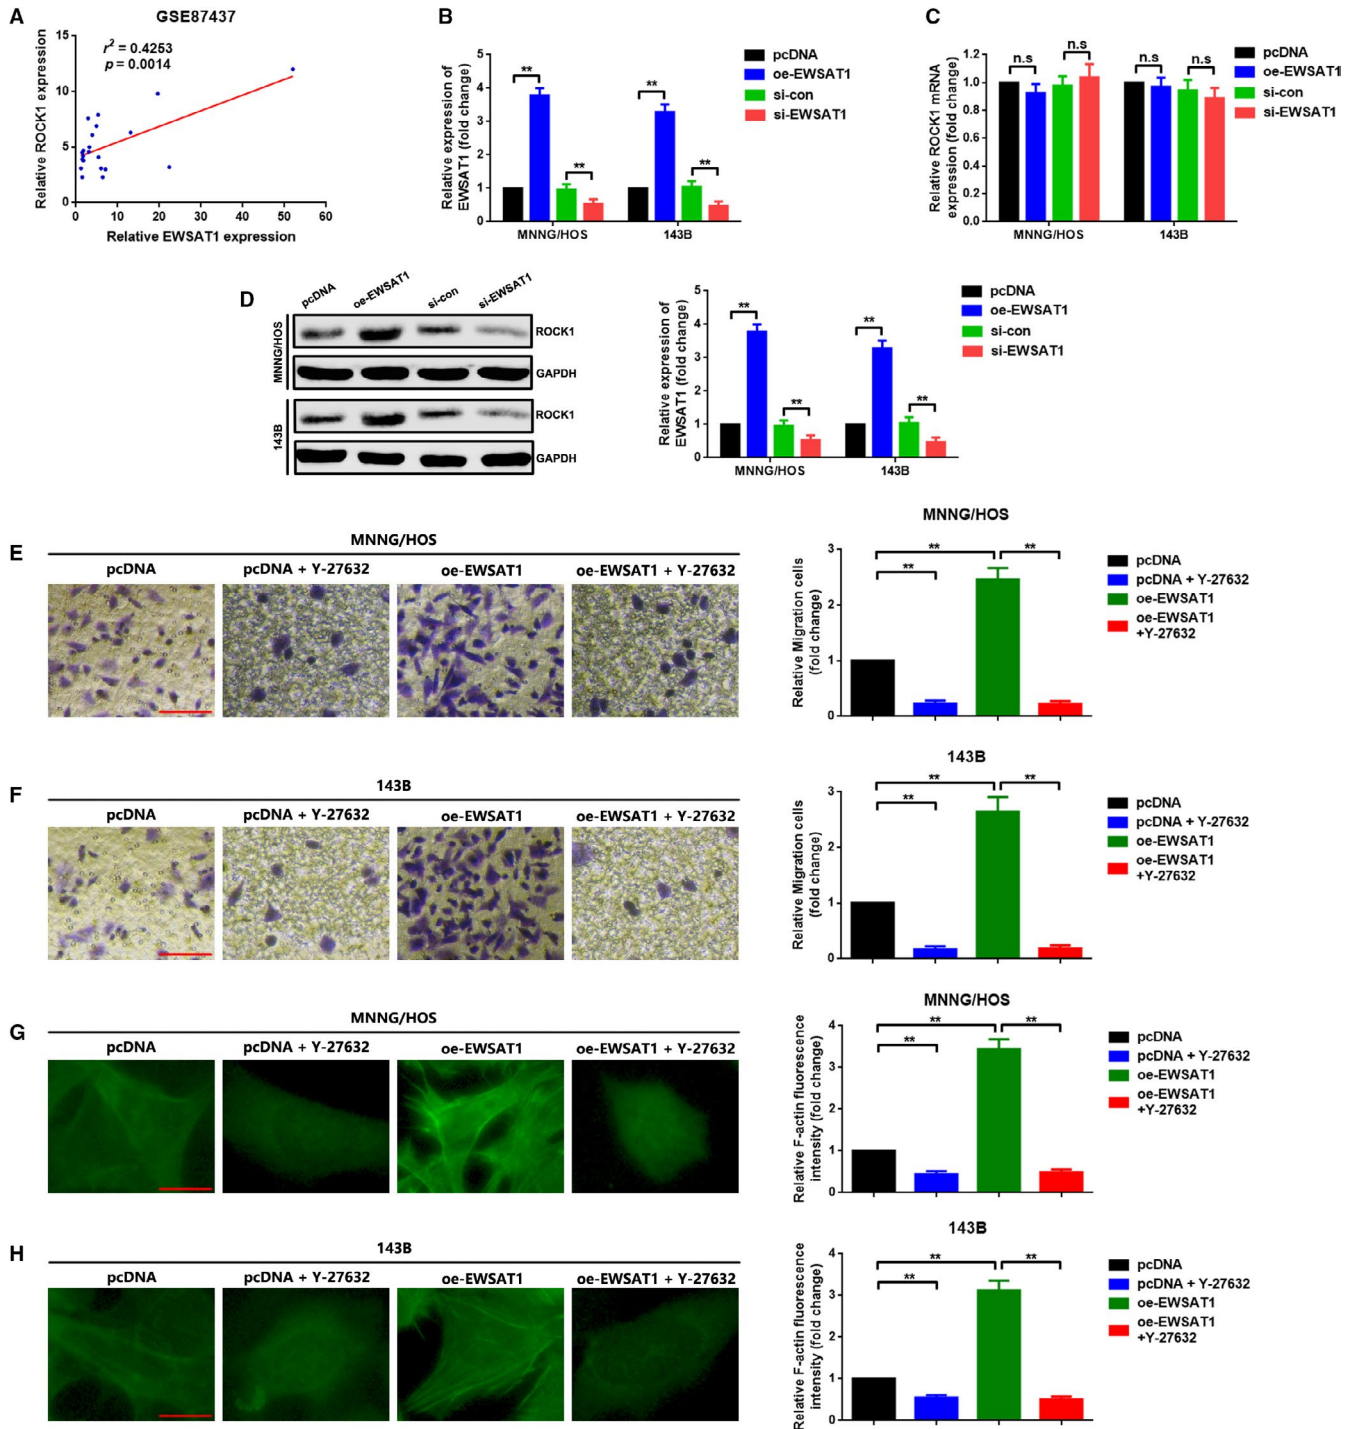 A
GSE87437
r² = 0.4253
p = 0.0014
Relative ROCK1 expression
15
10
5
0
0 10 20 30 40 50 60
Relative EWSAT1 expression
B
Relative expression of
EWSAT1 (fold change)
5
4
3
2
1
0
** ** ** **
MNNG/HOS 143B
pcDNA
oe-EWSAT1
si-con
si-EWSAT1
C
Relative ROCK1 mRNA
expression (fold change)
1.2
1.0
0.8
0.6
0.4
0.2
0.0
n.s n.s n.s n.s
MNNG/HOS 143B
pcDNA
oe-EWSAT1
si-con
si-EWSAT1
D
pcDNA oe-EWSAT1 si-con si-EWSAT1
MNNG/HOS
ROCK1
GAPDH
143B
ROCK1
GAPDH
Relative expression of
EWSAT1 (fold change)
5
4
3
2
1
0
** ** ** **
MNNG/HOS 143B
pcDNA
oe-EWSAT1
si-con
si-EWSAT1
E
MNNG/HOS
pcDNA pcDNA + Y-27632 oe-EWSAT1 oe-EWSAT1 + Y-27632
MNNG/HOS
Relative Migration cells
(fold change)
3
2
1
0
** ** **
pcDNA
pcDNA + Y-27632
oe-EWSAT1
oe-EWSAT1
+Y-27632
F
143B
pcDNA pcDNA + Y-27632 oe-EWSAT1 oe-EWSAT1 + Y-27632
143B
Relative Migration cells
(fold change)
3
2
1
0
** ** **
pcDNA
pcDNA + Y-27632
oe-EWSAT1
oe-EWSAT1
+Y-27632
G
MNNG/HOS
pcDNA pcDNA + Y-27632 oe-EWSAT1 oe-EWSAT1 + Y-27632
MNNG/HOS
Relative F-actin fluorescence
intensity (fold change)
4
3
2
1
0
** ** **
pcDNA
pcDNA + Y-27632
oe-EWSAT1
oe-EWSAT1
+Y-27632
H
143B
pcDNA pcDNA + Y-27632 oe-EWSAT1 oe-EWSAT1 + Y-27632
143B
Relative F-actin fluorescence
intensity (fold change)
4
3
2
1
0
** ** **
pcDNA
pcDNA + Y-27632
oe-EWSAT1
oe-EWSAT1
+Y-27632